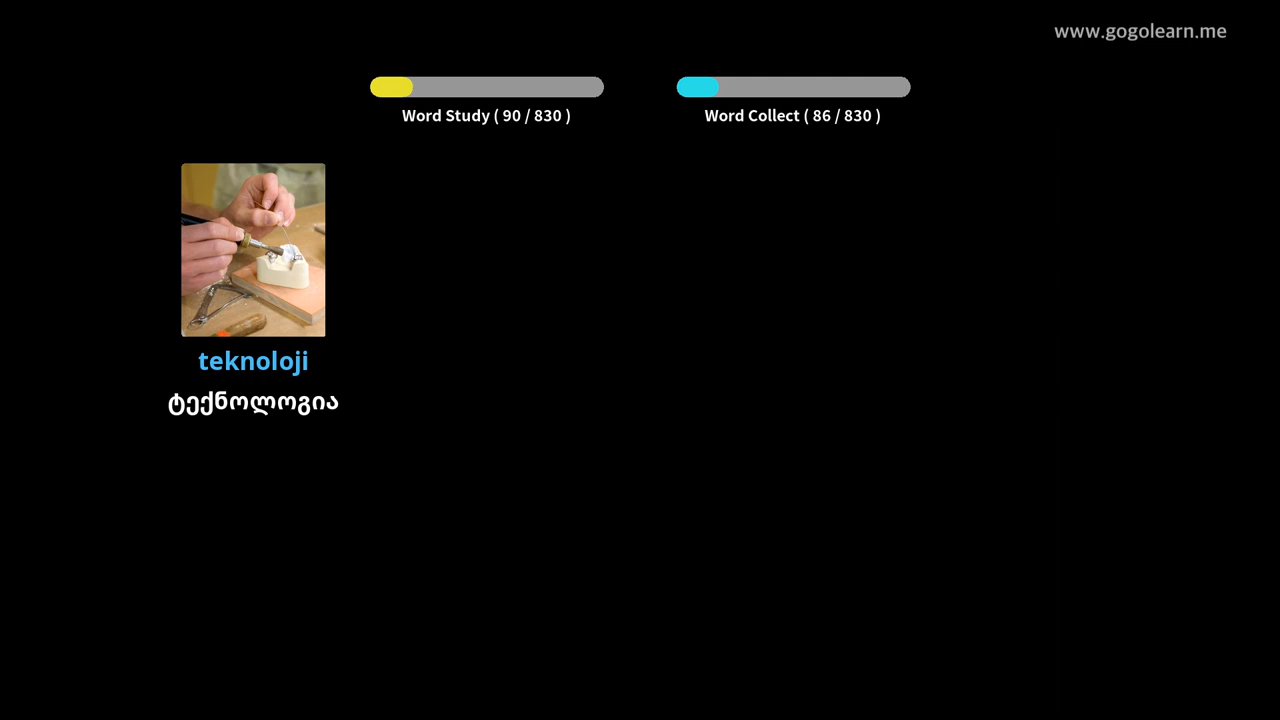 www.gogolearn.me
Word Study ( 90 / 830 )
Word Collect ( 86 / 830 )
teknoloji
ტექნოლოგია